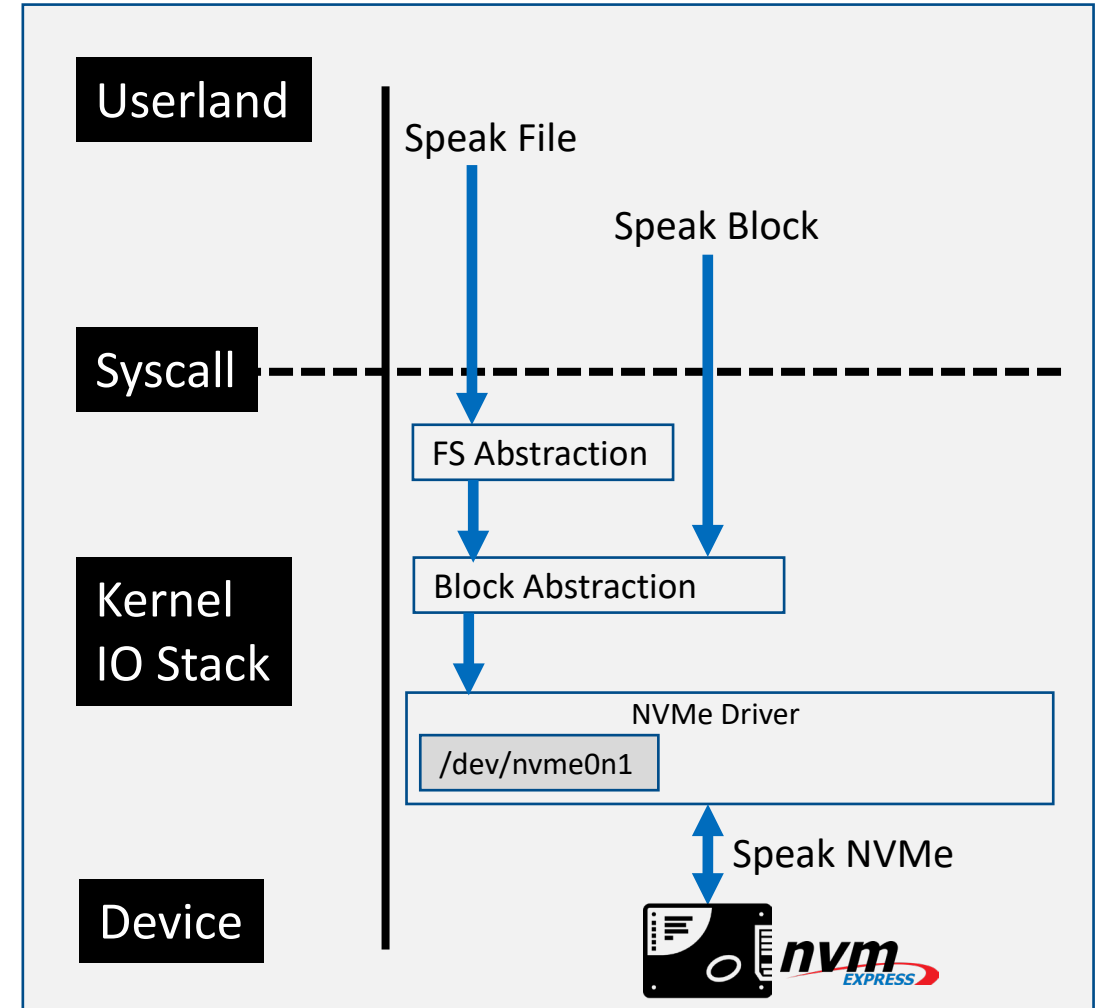 Userland
Speak File
Speak Block
Syscall
FS Abstraction
Block Abstraction
Kernel
IO Stack
NVMe Driver
/dev/nvme0n1
Speak NVMe
Device
nvm
EXPRESS